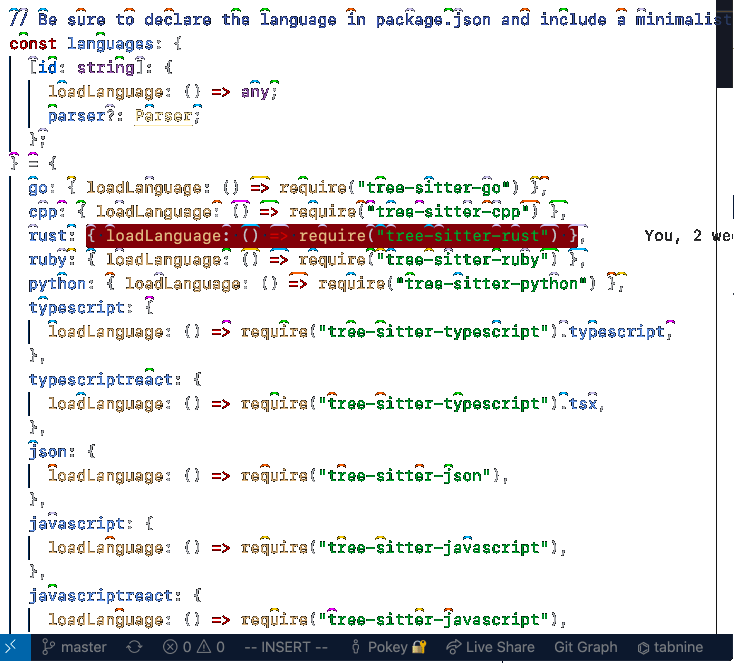 // Be sure to declare the language in package.json and include a minimalist
const languages: {
[id: string]: {
loadLanguage: () => any;
parser?: Parser;
};
} = {
go: { loadLanguage: () => require("tree-sitter-go") },
cpp: { loadLanguage: () => require("tree-sitter-cpp") },
rust: { loadLanguage: () => require("tree-sitter-rust") }, You, 2 we
ruby: { loadLanguage: () => require("tree-sitter-ruby") },
python: { loadLanguage: () => require("tree-sitter-python") },
typescript: {
loadLanguage: () => require("tree-sitter-typescript").typescript,
},
typescriptreact: {
loadLanguage: () => require("tree-sitter-typescript").tsx,
},
json: {
loadLanguage: () => require("tree-sitter-json"),
},
javascript: {
loadLanguage: () => require("tree-sitter-javascript"),
},
javascriptreact: {
loadLanguage: () => require("tree-sitter-javascript"),
master 0 0 -- INSERT -- Pokey 🔐 Live Share Git Graph tabnine